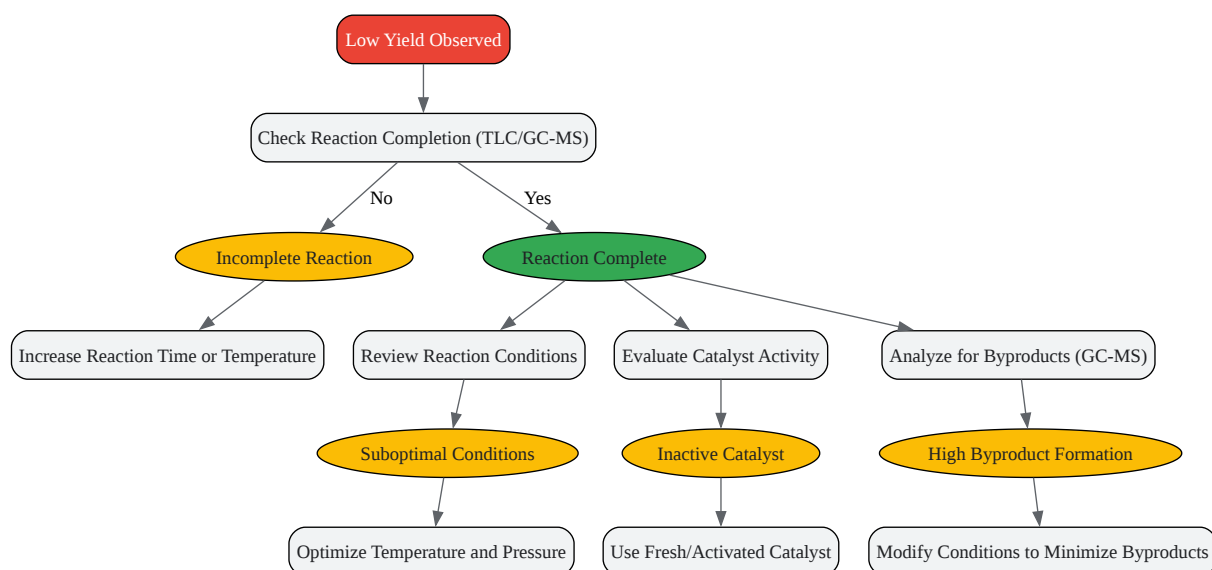 Low Yield Observed
Check Reaction Completion (TLC/GC-MS)
No
Yes
Incomplete Reaction
Reaction Complete
Increase Reaction Time or Temperature
Review Reaction Conditions
Evaluate Catalyst Activity
Analyze for Byproducts (GC-MS)
Suboptimal Conditions
Inactive Catalyst
High Byproduct Formation
Optimize Temperature and Pressure
Use Fresh/Activated Catalyst
Modify Conditions to Minimize Byproducts